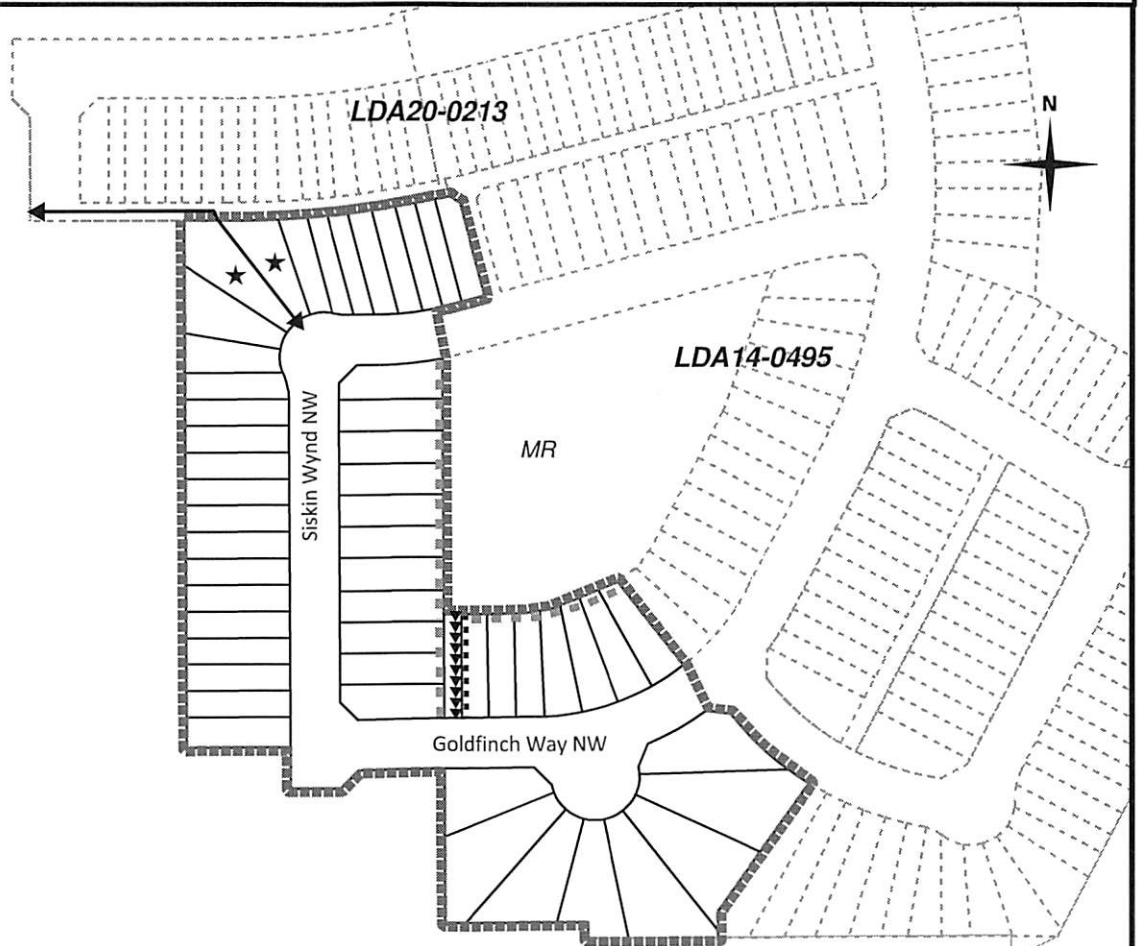 LDA20-0213
N
LDA14-0495
MR
Siskin Wynd NW
Goldfinch Way NW